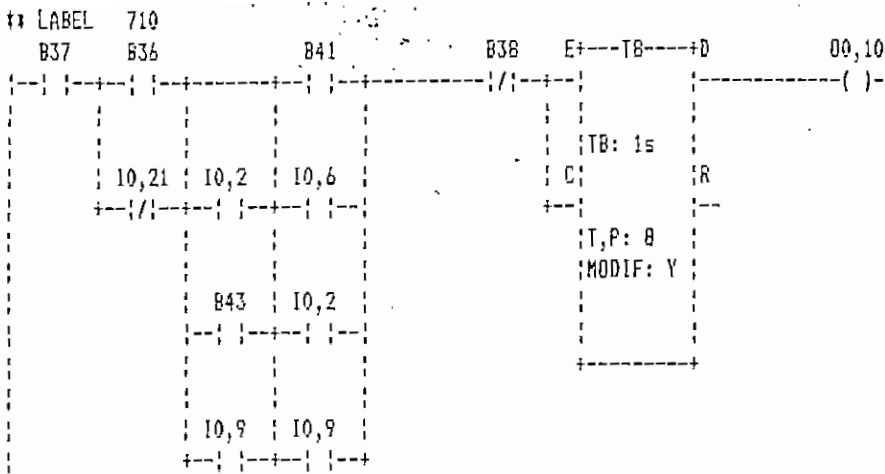 ** LABEL 710
B37 B36 B41 B38 E T8 D O0,10
TB: 1s
I0,21 I0,2 I0,6 C R
T,P: 8
MODIF: Y
B43 I0,2
I0,9 I0,9